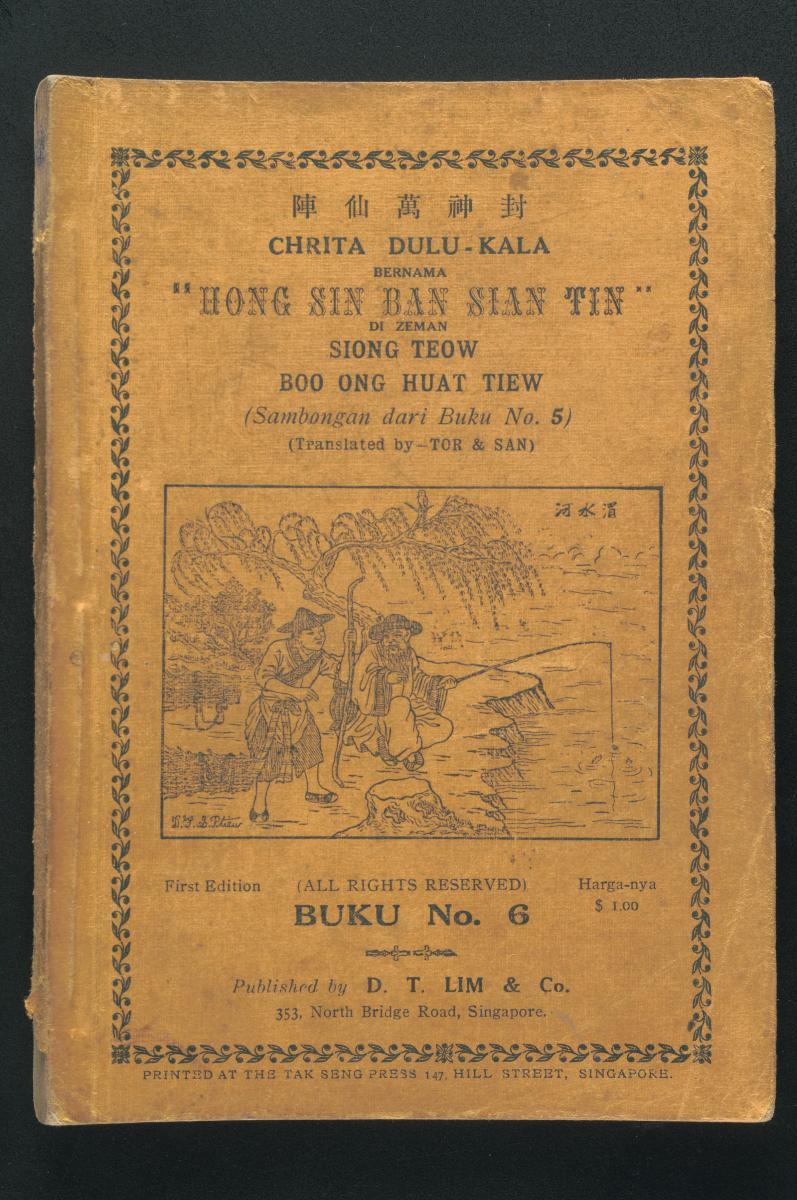 陣仙萬神封
CHRITA DULU-KALA
BERNAMA
"HONG SIN BAN SIAN TIN"
DI ZEMAN
SIONG TEOW
BOO ONG HUAT TIEW
(Sambongan dari Buku No. 5)
(Translated by—TOR & SAN)
河水渭
First Edition (ALL RIGHTS RESERVED) Harga-nya
$ 1.00
BUKU No. 6
Published by D. T. LIM & Co.
353, North Bridge Road, Singapore.
PRINTED AT THE TAK SENG PRESS 147, HILL STREET, SINGAPORE.